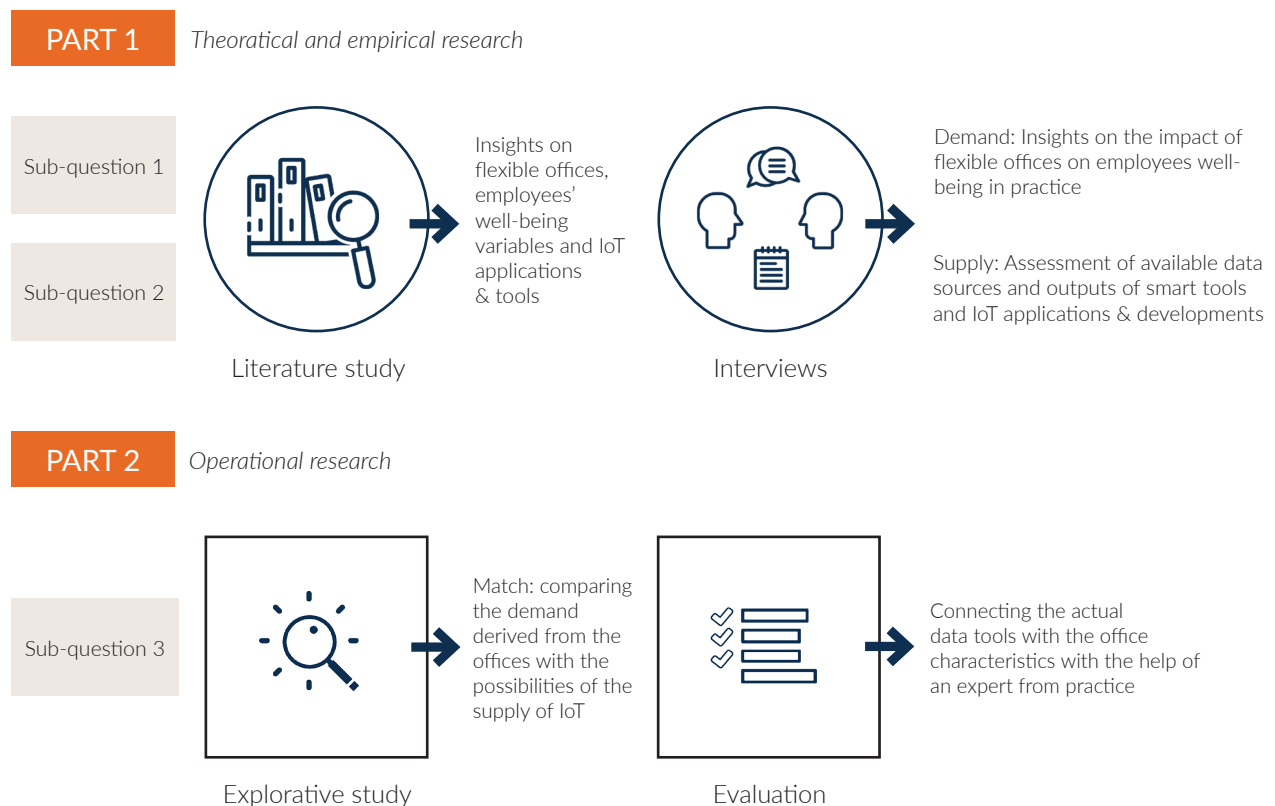 PART 1
Theoratical and empirical research
Sub-question 1
Sub-question 2
Insights on
flexible offices,
employees’
well-being
variables and IoT
applications
& tools
Literature study
Demand: Insights on the impact of
flexible offices on employees well-
being in practice
Supply: Assessment of available data
sources and outputs of smart tools
and IoT applications & developments
Interviews
PART 2
Operational research
Sub-question 3
Match: comparing
the demand
derived from the
offices with the
possibilities of the
supply of IoT
Explorative study
Connecting the actual
data tools with the office
characteristics with the help of
an expert from practice
Evaluation